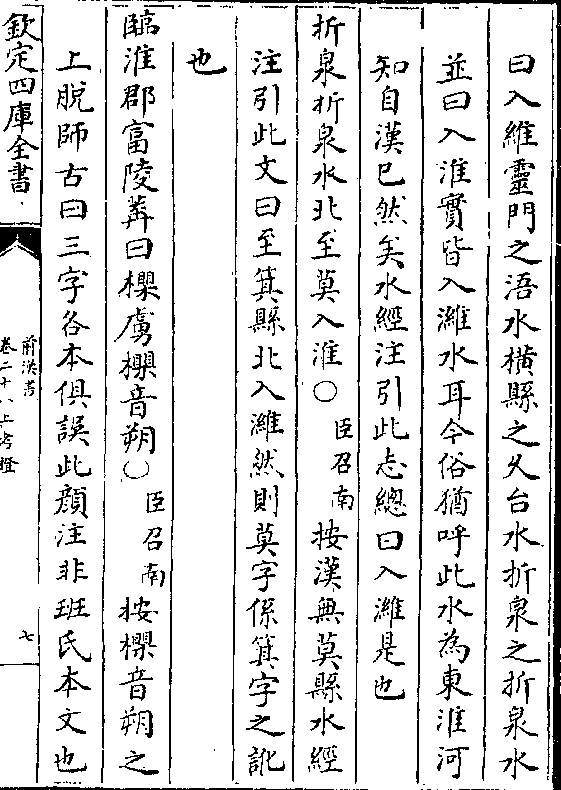 曰入維靈門之浯水橫縣之久台水折泉之折泉水
並曰入淮實皆入濰水耳今俗猶呼此水為東淮河
知自漢已然矣水經注引此志總曰入濰是也
折泉折泉水北至莫入淮○臣召南按漢無莫縣水經
注引此文曰至箕縣北入濰然則莫字係箕字之訛
也
臨淮郡富陵莽曰㯟虜㯟音朔○臣召南按㯟音朔之
上脫師古曰三字各本俱誤此顔注非班氏本文也
欽定四庫全書
前漢書
卷二十八上考證
七